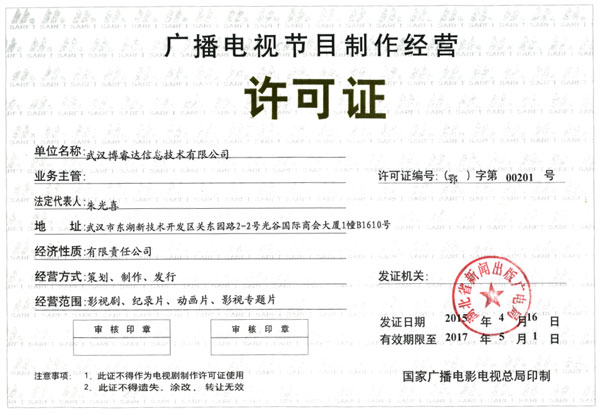 广播电视节目制作经营
许可证
单位名称:武汉博睿达信息技术有限公司
业务主管:
许可证编号:(鄂)字第 00201 号
法定代表人:朱光喜
地 址:武汉市东湖新技术开发区关东园路2-2号光谷国际商会大厦1幢B1610号
经济性质:有限责任公司
经营方式:策划、制作、发行
发证机关:
湖北省新闻出版广电局
经营范围:影视剧、纪录片、动画片、影视专题片
审核印章
审核印章
发证日期 2015 年 4 月 16 日
有效期限至 2017 年 5 月 1 日
注意事项:1、此证不得作为电视剧制作许可证使用
2、此证不得遗失、涂改、转让无效
国家广播电影电视总局印制